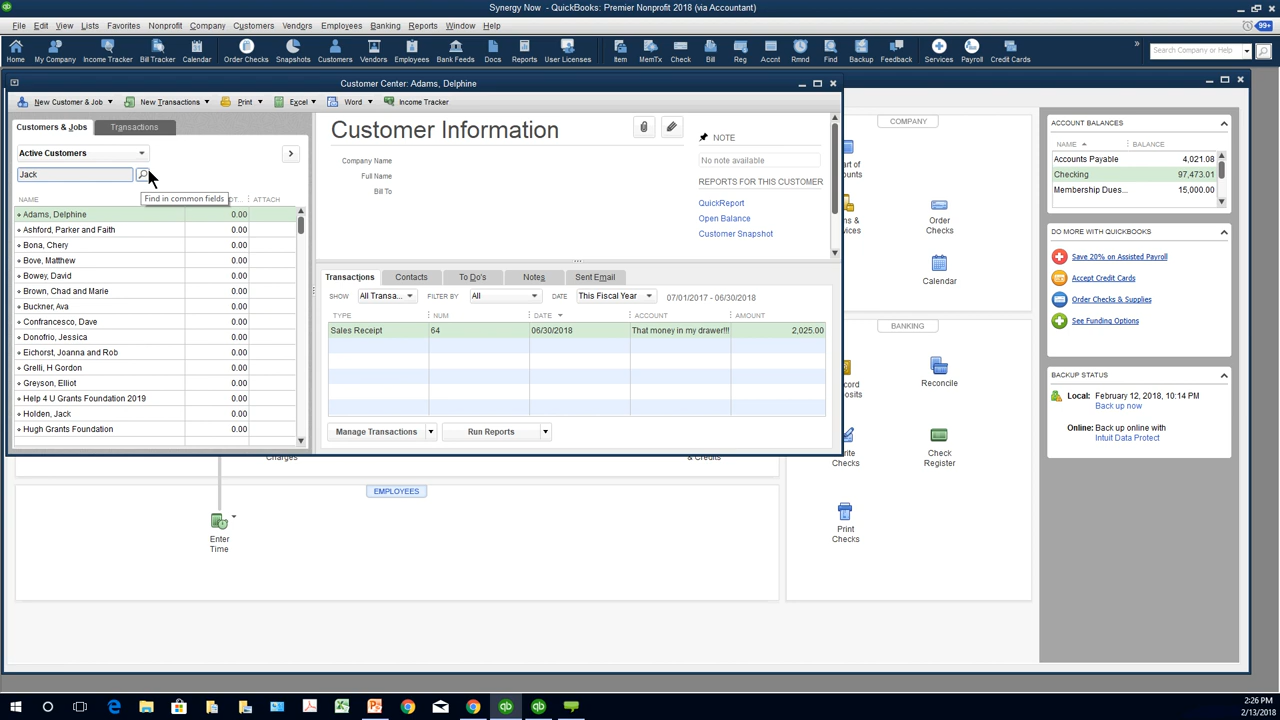 Synergy Now - QuickBooks: Premier Nonprofit 2018 (via Accountant)
File Edit View Lists Favorites Nonprofit Company Customers Vendors Employees Banking Reports Window Help
99+
Home My Company Income Tracker Bill Tracker Calendar Order Checks Snapshots Customers Vendors Employees Bank Feeds Docs Reports User Licenses Item MemTx Check Bill Reg Accnt Rmnd Find Backup Feedback Services Payroll Credit Cards
Search Company or Help
Customer Center: Adams, Delphine
New Customer & Job New Transactions Print Excel Word Income Tracker
Customers & Jobs Transactions
Active Customers
Jack
Find in common fields
NAME ATTACH
Adams, Delphine 0.00
Ashford, Parker and Faith 0.00
Bona, Chery 0.00
Bove, Matthew 0.00
Bowey, David 0.00
Brown, Chad and Marie 0.00
Buckner, Ava 0.00
Confrancesco, Dave 0.00
Donofrio, Jessica 0.00
Eichorst, Joanna and Rob 0.00
Grelli, H Gordon 0.00
Greyson, Elliot 0.00
Help 4 U Grants Foundation 2019 0.00
Holden, Jack 0.00
Hugh Grants Foundation 0.00
Customer Information
Company Name
Full Name
Bill To
NOTE
No note available
REPORTS FOR THIS CUSTOMER
QuickReport
Open Balance
Customer Snapshot
Transactions Contacts To Do's Notes Sent Email
SHOW All Transa... FILTER BY All DATE This Fiscal Year 07/01/2017 - 06/30/2018
TYPE NUM DATE ACCOUNT AMOUNT
Sales Receipt 64 06/30/2018 That money in my drawer!!! 2,025.00
Manage Transactions Run Reports
EMPLOYEES
Enter
Time
COMPANY
Order
Checks
Calendar
BANKING
Reconcile
Check
Register
Checks
Print
Checks
ACCOUNT BALANCES
NAME BALANCE
Accounts Payable 4,021.08
Checking 97,473.01
Membership Dues... 15,000.00
DO MORE WITH QUICKBOOKS
Save 20% on Assisted Payroll
Accept Credit Cards
Order Checks & Supplies
See Funding Options
BACKUP STATUS
Local: February 12, 2018, 10:14 PM
Back up now
Online: Back up online with
Intuit Data Protect
2:26 PM
2/13/2018